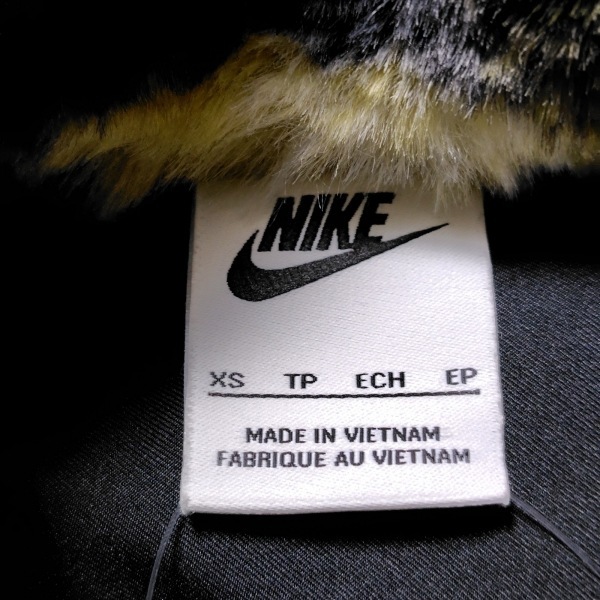 NIKE
XS TP ECH EP
MADE IN VIETNAM
FABRIQUE AU VIETNAM